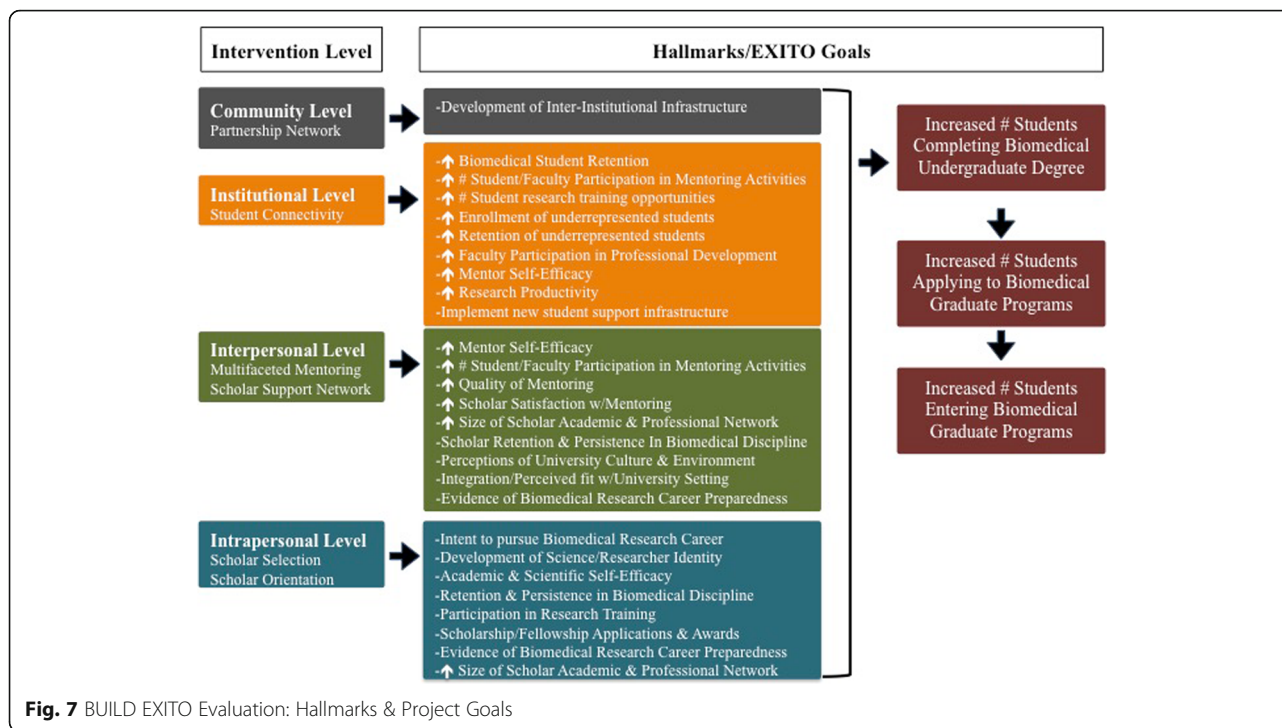 Intervention Level
Hallmarks/EXITO Goals
Community Level
Partnership Network
-Development of Inter-Institutional Infrastructure
Institutional Level
Student Connectivity
-↑ Biomedical Student Retention
-↑ # Student/Faculty Participation in Mentoring Activities
-↑ # Student research training opportunities
-↑ Enrollment of underrepresented students
-↑ Retention of underrepresented students
-↑ Faculty Participation in Professional Development
-↑ Mentor Self-Efficacy
-↑ Research Productivity
-Implement new student support infrastructure
Interpersonal Level
Multifaceted Mentoring
Scholar Support Network
-↑ Mentor Self-Efficacy
-↑ # Student/Faculty Participation in Mentoring Activities
-↑ Quality of Mentoring
-↑ Scholar Satisfaction w/Mentoring
-↑ Size of Scholar Academic & Professional Network
-Scholar Retention & Persistence In Biomedical Discipline
-Perceptions of University Culture & Environment
-Integration/Perceived fit w/University Setting
-Evidence of Biomedical Research Career Preparedness
Intrapersonal Level
Scholar Selection
Scholar Orientation
-Intent to pursue Biomedical Research Career
-Development of Science/Researcher Identity
-Academic & Scientific Self-Efficacy
-Retention & Persistence in Biomedical Discipline
-Participation in Research Training
-Scholarship/Fellowship Applications & Awards
-Evidence of Biomedical Research Career Preparedness
-↑ Size of Scholar Academic & Professional Network
Increased # Students
Completing Biomedical
Undergraduate Degree
Increased # Students
Applying to Biomedical
Graduate Programs
Increased # Students
Entering Biomedical
Graduate Programs
Fig. 7 BUILD EXITO Evaluation: Hallmarks & Project Goals